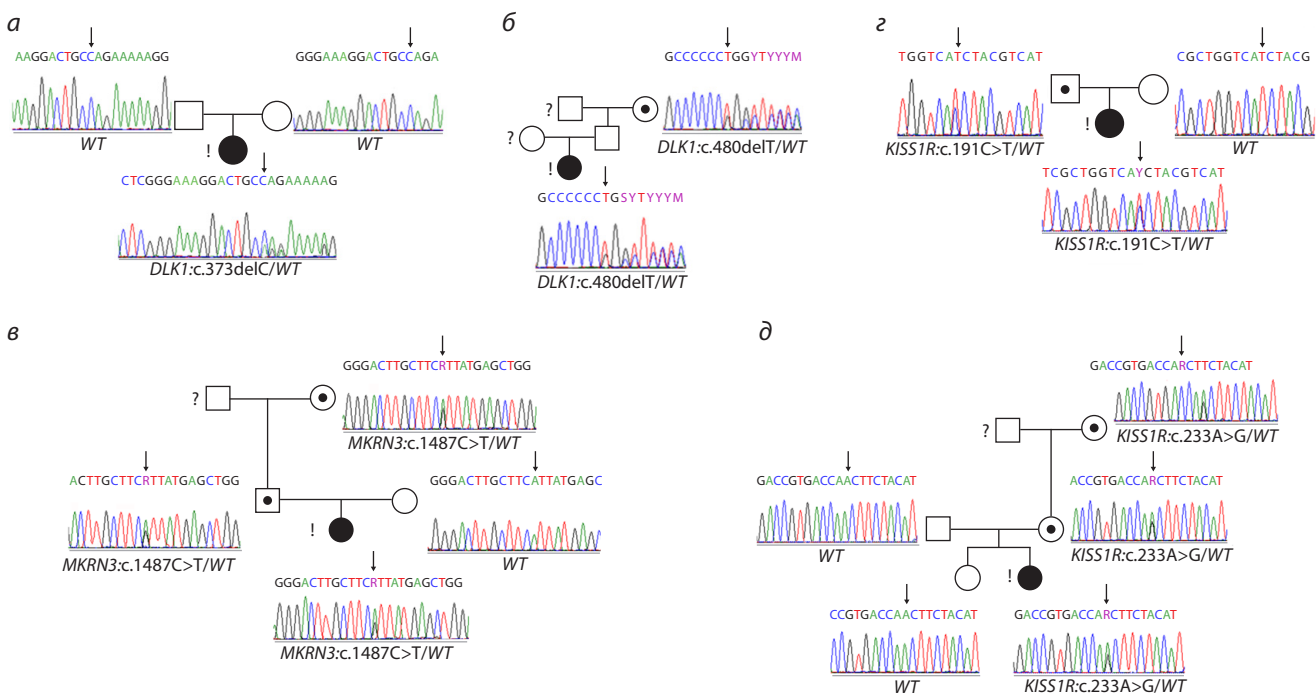 а
AAGGACTGCCAGAAAAAGG
WT
GGGAAAGGACTGCCAGA
WT
!
CTCGGGAAAGGACTGCCAGAAAAAG
DLK1:c.373delC/WT
б
GCCCCCCTGGYTYYYM
?
DLK1:c.480delT/WT
?
!
GCCCCCCTGSYTYYYM
DLK1:c.480delT/WT
г
TGGTCATCTACGTCAT
KISS1R:c.191C>T/WT
CGCTGGTCATCTACG
WT
!
TCGCTGGTCAYCTACGTCAT
KISS1R:c.191C>T/WT
в
GGGACTTGCTTCRTTATGAGCTGG
?
MKRN3:c.1487C>T/WT
ACTTGCTTCRTTATGAGCTGG
MKRN3:c.1487C>T/WT
GGGACTTGCTTCATTATGAGC
WT
!
GGGACTTGCTTCRTTATGAGCTGG
MKRN3:c.1487C>T/WT
д
GACCGTGACCARCTTCTACAT
?
KISS1R:c.233A>G/WT
GACCGTGACCAACTTCTACAT
WT
ACCGTGACCARCTTCTACAT
KISS1R:c.233A>G/WT
!
CCGTGACCAACTTCTACAT
WT
GACCGTGACCARCTTCTACAT
KISS1R:c.233A>G/WT